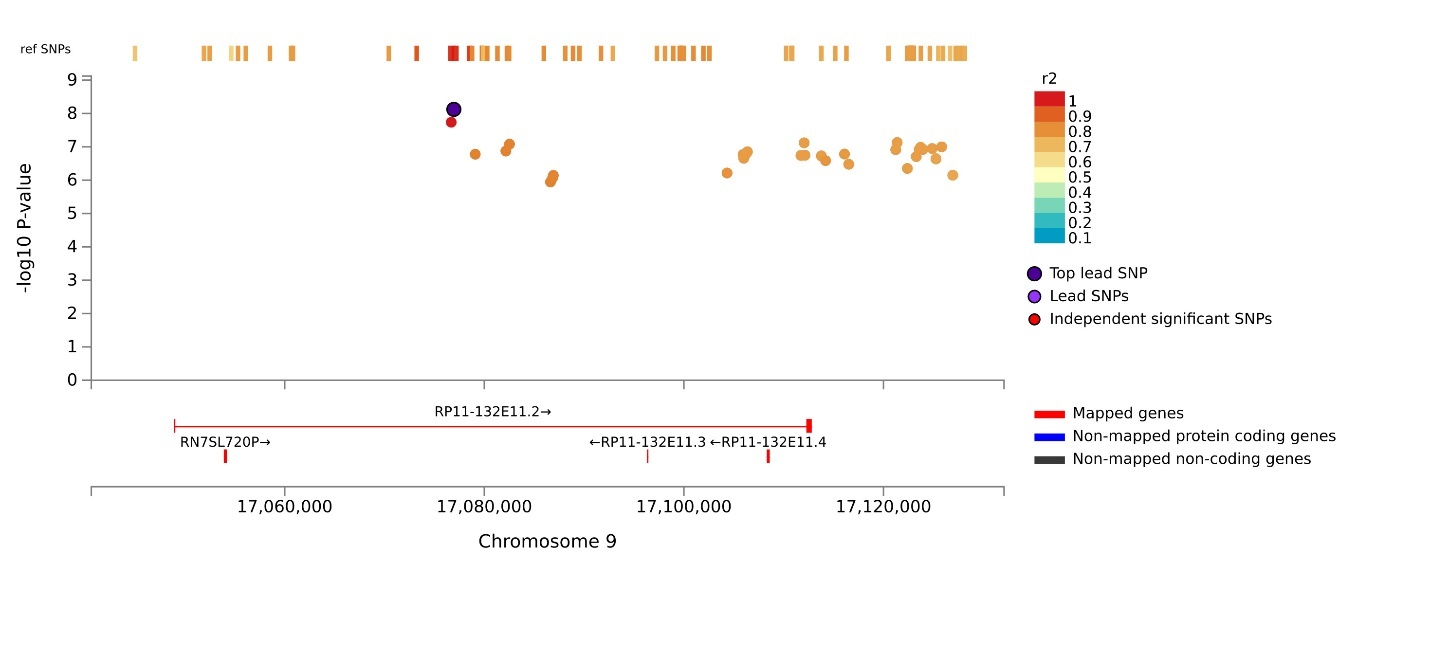 ref SNPs
9
8
7
6
5
4
3
2
1
0
-log10 P-value
r2
1
0.9
0.8
0.7
0.6
0.5
0.4
0.3
0.2
0.1
Top lead SNP
Lead SNPs
Independent significant SNPs
RP11-132E11.2→
RN7SL720P→
←RP11-132E11.3 ←RP11-132E11.4
Mapped genes
Non-mapped protein coding genes
Non-mapped non-coding genes
17,060,000 17,080,000 17,100,000 17,120,000
Chromosome 9